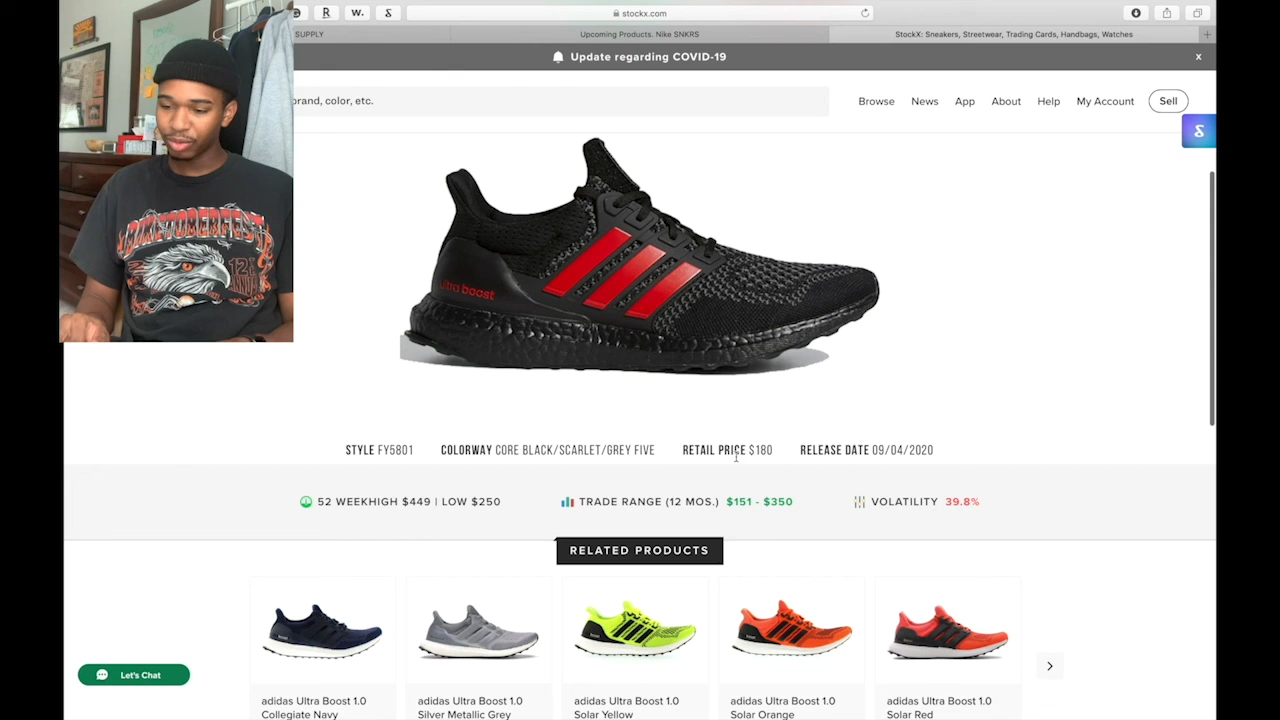 R
W.
stockx.com
SUPPLY
Upcoming Products. Nike SNKRS
StockX: Sneakers, Streetwear, Trading Cards, Handbags, Watches
Update regarding COVID-19
x
brand, color, etc.
Browse
News
App
About
Help
My Account
Sell
ultra boost
STYLE FY5801
COLORWAY CORE BLACK/SCARLET/GREY FIVE
RETAIL PRICE $180
RELEASE DATE 09/04/2020
52 WEEKHIGH $449 | LOW $250
TRADE RANGE (12 MOS.) $151 - $350
VOLATILITY 39.8%
RELATED PRODUCTS
adidas Ultra Boost 1.0
Collegiate Navy
adidas Ultra Boost 1.0
Silver Metallic Grey
adidas Ultra Boost 1.0
Solar Yellow
adidas Ultra Boost 1.0
Solar Orange
adidas Ultra Boost 1.0
Solar Red
Let's Chat